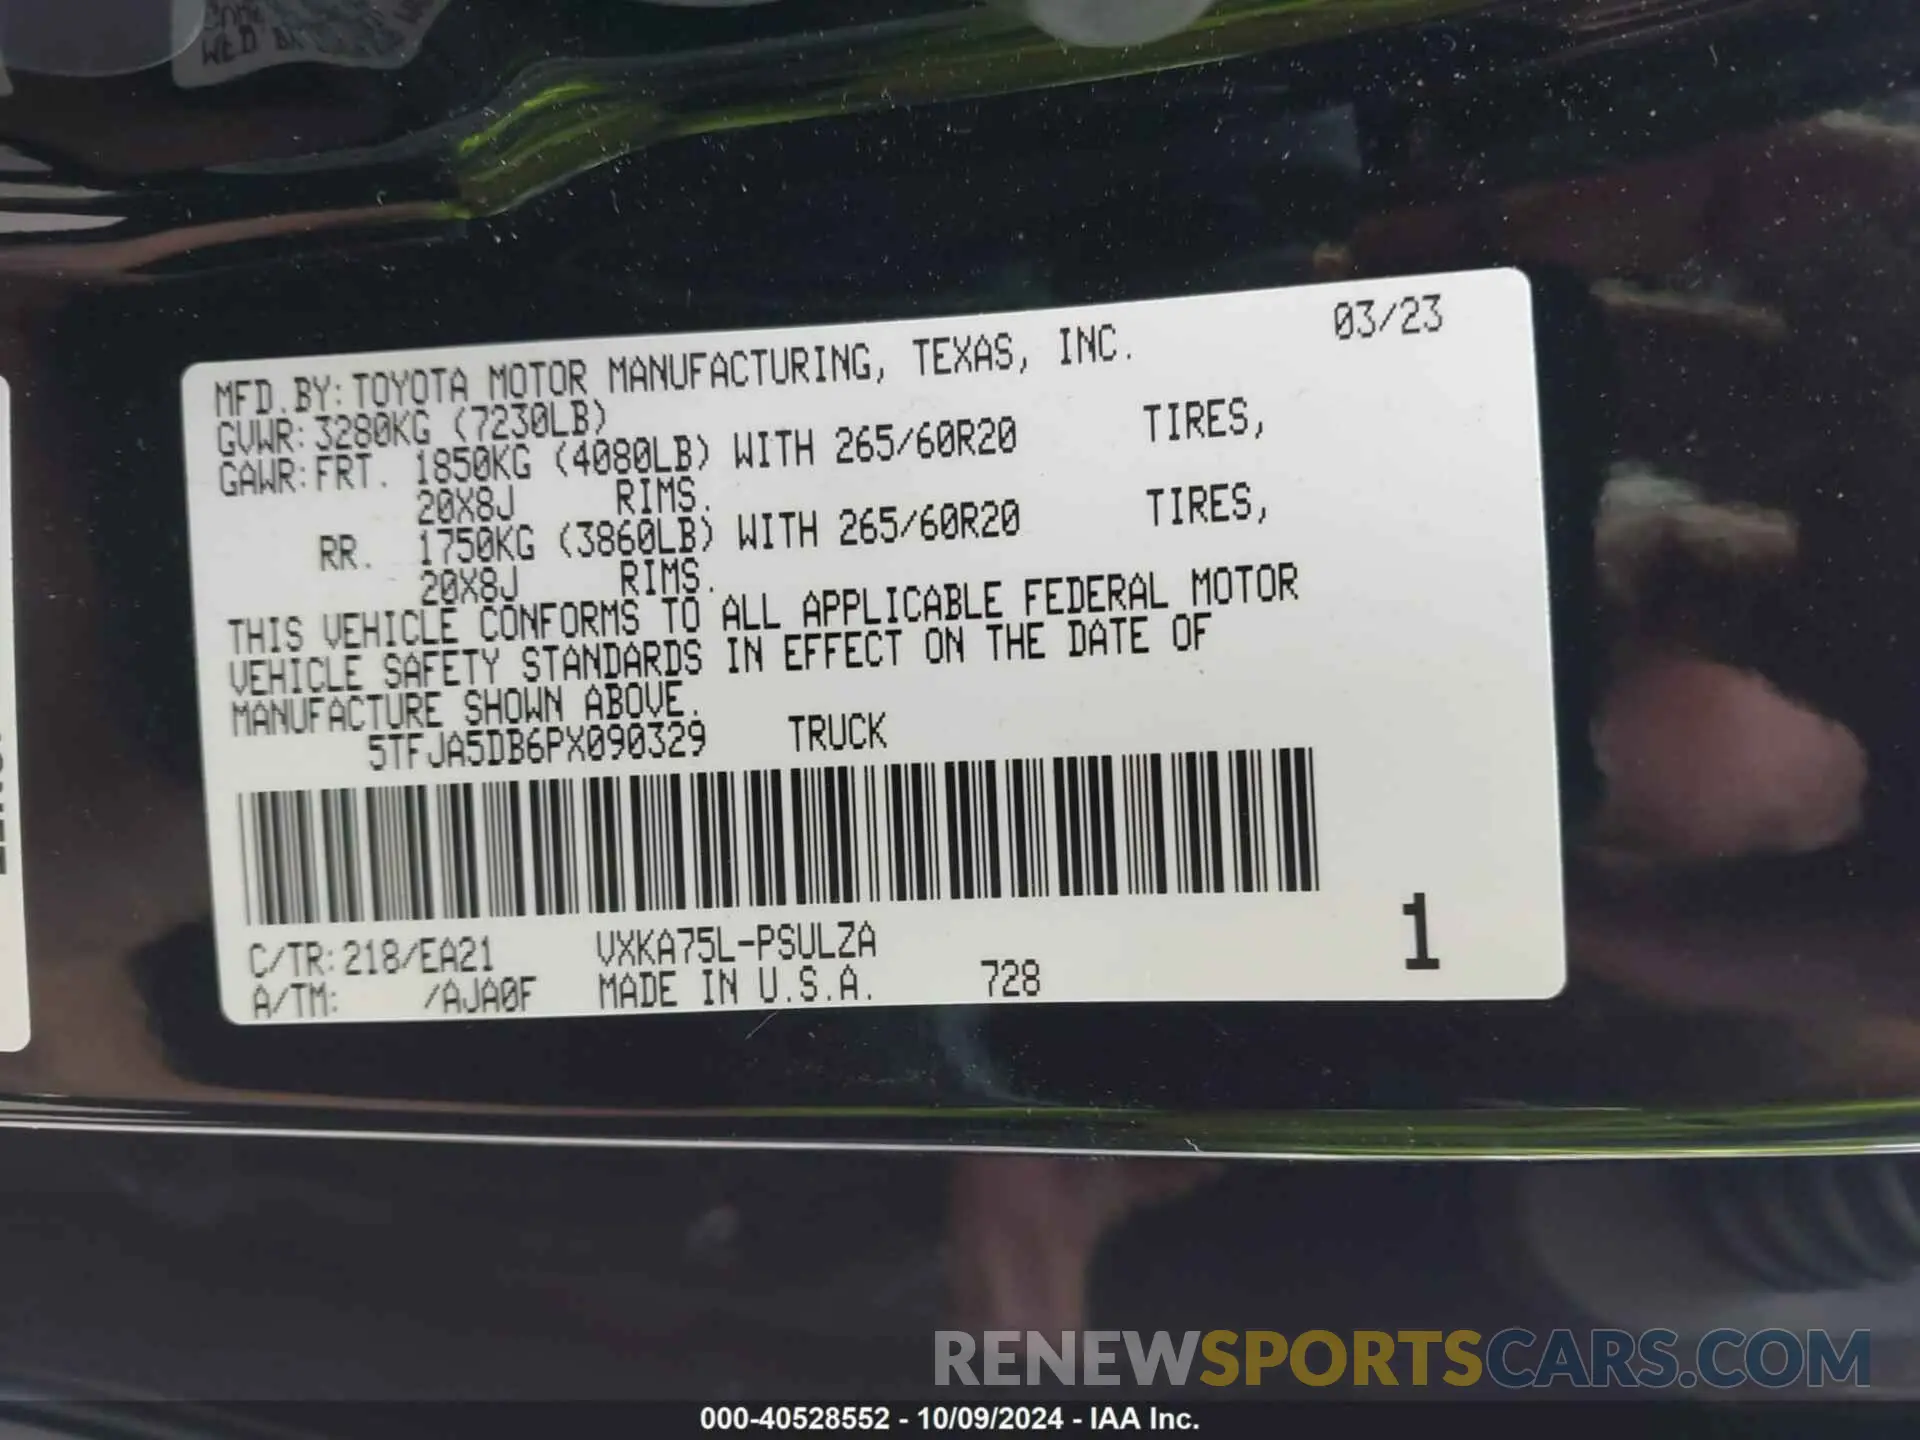 MFD.BY:TOYOTA MOTOR MANUFACTURING, TEXAS, INC. 03/23
GVWR:3280KG (7230LB)
GAWR:FRT. 1850KG (4080LB) WITH 265/60R20 TIRES,
20X8J RIMS.
RR. 1750KG (3860LB) WITH 265/60R20 TIRES,
20X8J RIMS.
THIS VEHICLE CONFORMS TO ALL APPLICABLE FEDERAL MOTOR
VEHICLE SAFETY STANDARDS IN EFFECT ON THE DATE OF
MANUFACTURE SHOWN ABOVE.
5TFJA5DB6PX090329 TRUCK
C/TR:218/EA21 VXKA75L-PSULZA
A/TM: /AJA0F MADE IN U.S.A. 728
1
RENEWSPORTSCARS.COM
000-40528552 - 10/09/2024 - IAA Inc.